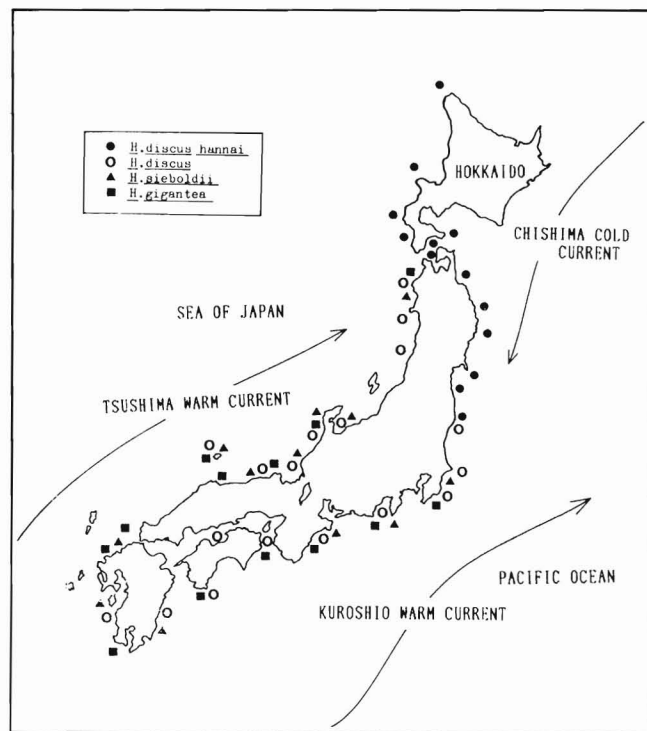 H.discus hannai
H.discus
H.sieboldii
H.gigantea
HOKKAIDO
CHISHIMA COLD
CURRENT
SEA OF JAPAN
TSUSHIMA WARM CURRENT
PACIFIC OCEAN
KUROSHIO WARM CURRENT